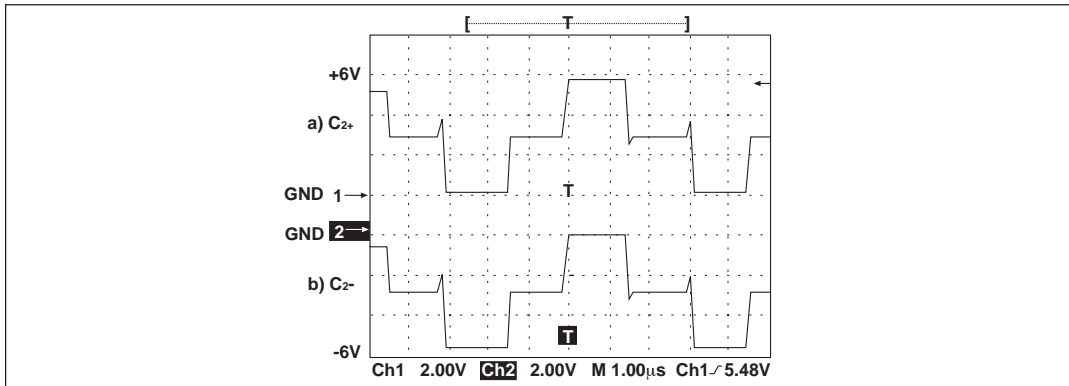 [ T ]
+6V
a) C2+
GND 1
T
GND 2
b) C2-
T
-6V
Ch1 2.00V Ch2 2.00V M 1.00μs Ch1 5.48V